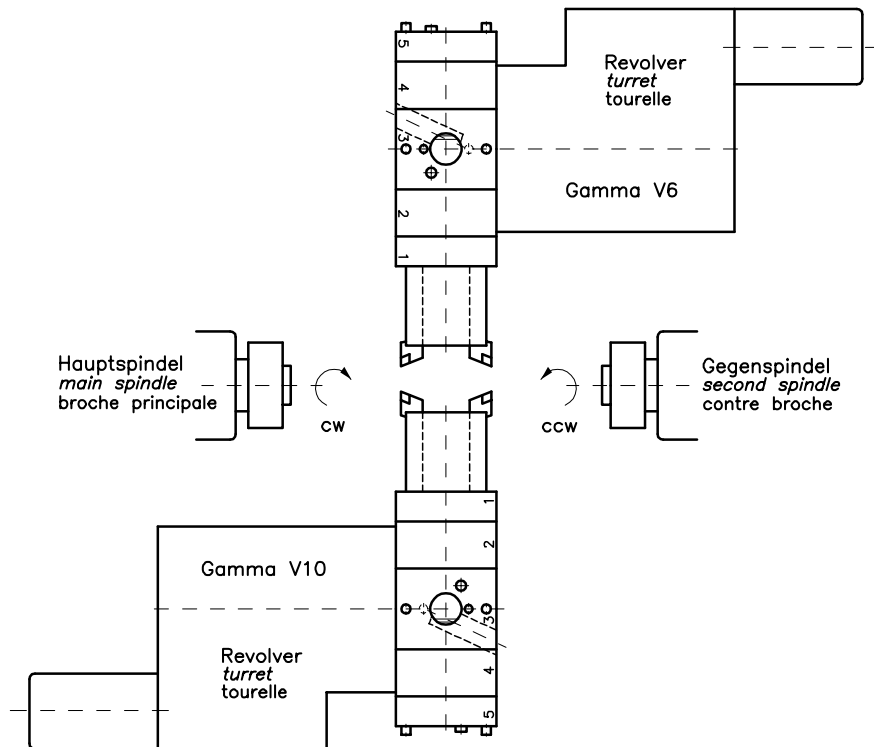 5
4
3
2
1
Revolver
turret
tourelle
Gamma V6
Hauptspindel
main spindle
broche principale
cw
ccw
Gegenspindel
second spindle
contre broche
1
2
3
4
5
Gamma V10
Revolver
turret
tourelle